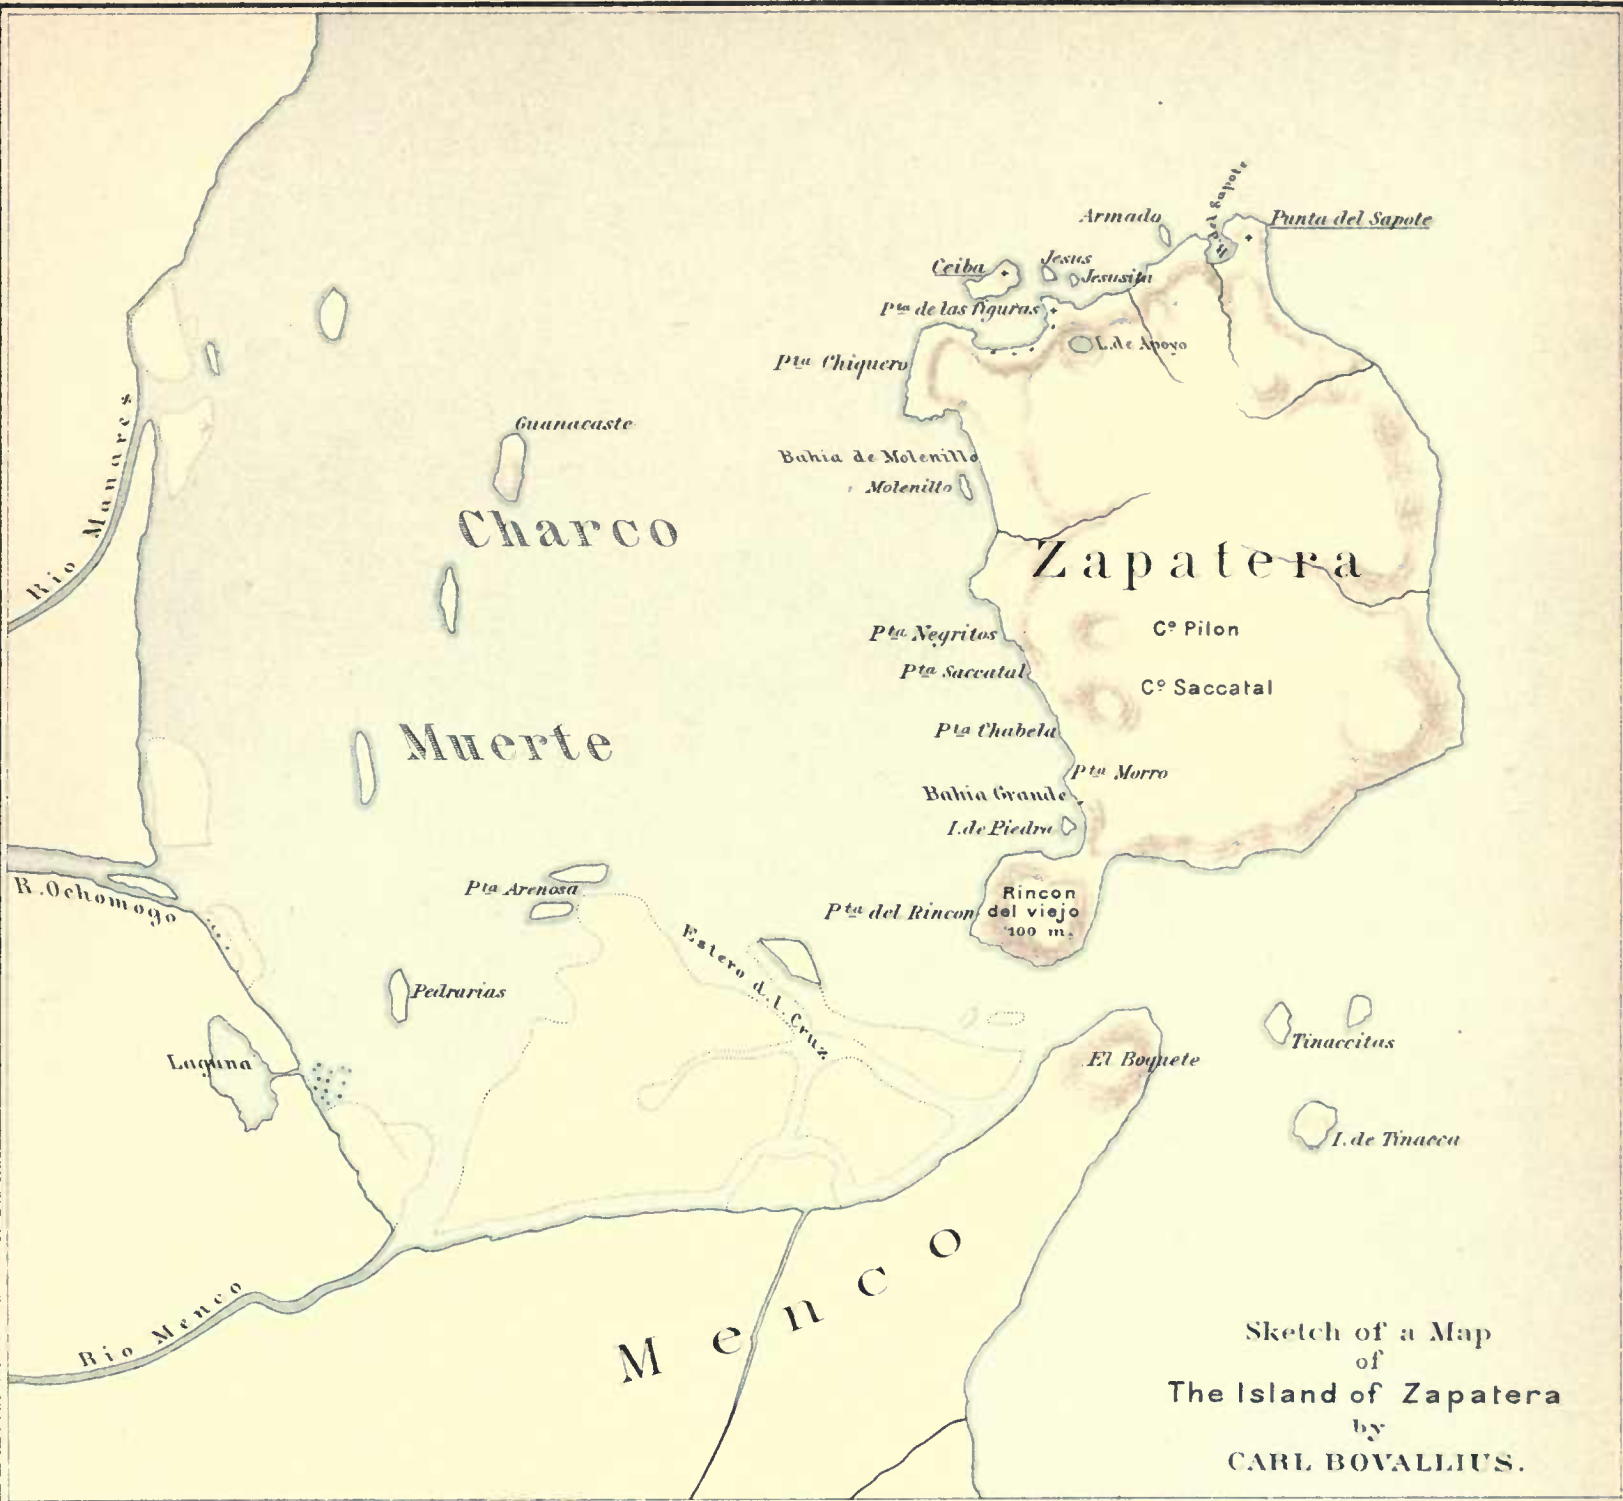 B. del Sapote
Armado
Punta del Sapote
Ceiba
Jesus
Jesusita
Pta de las figuras
L. de Apoyo
Pta Chiquero
Rio Manares
Guanacaste
Bahia de Molenillo
Molenillo
Charco
Zapatera
Co Pilon
Pta Negritos
Pta Saccatal
Co Saccatal
Muerte
Pta Chabela
Pta Morro
Bahia Grande
I. de Piedra
R. Ochomogo
Pta Arenosa
Pta del Rincon
Rincon
del viejo
100 m.
Estero d. l. Cruz
Pedrarias
Laguna
El Boquete
Tinaccitas
I. de Tinacca
Menco
Rio Menco
Sketch of a Map
of
The Island of Zapatera
by
CARL BOVALLIUS.